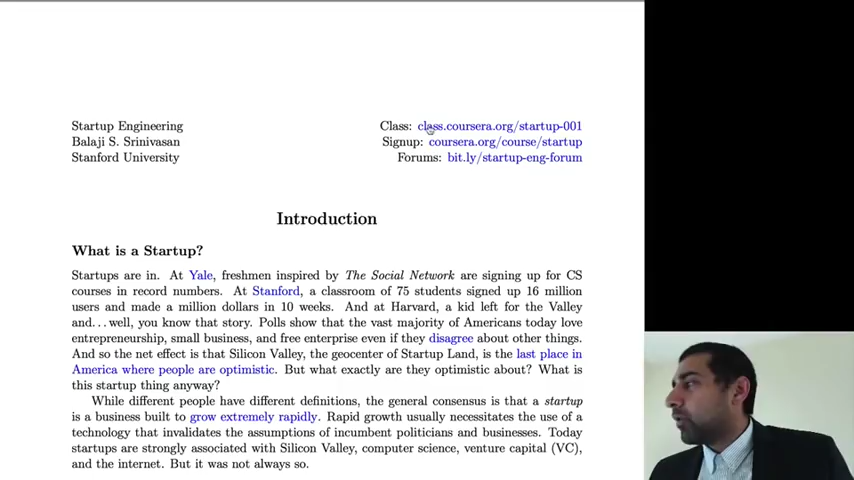 Startup Engineering
Balaji S. Srinivasan
Stanford University
Class: class.coursera.org/startup-001
Signup: coursera.org/course/startup
Forums: bit.ly/startup-eng-forum
Introduction
What is a Startup?
Startups are in. At Yale, freshmen inspired by The Social Network are signing up for CS
courses in record numbers. At Stanford, a classroom of 75 students signed up 16 million
users and made a million dollars in 10 weeks. And at Harvard, a kid left for the Valley
and...well, you know that story. Polls show that the vast majority of Americans today love
entrepreneurship, small business, and free enterprise even if they disagree about other things.
And so the net effect is that Silicon Valley, the geocenter of Startup Land, is the last place in
America where people are optimistic. But what exactly are they optimistic about? What is
this startup thing anyway?
While different people have different definitions, the general consensus is that a startup
is a business built to grow extremely rapidly. Rapid growth usually necessitates the use of a
technology that invalidates the assumptions of incumbent politicians and businesses. Today
startups are strongly associated with Silicon Valley, computer science, venture capital (VC),
and the internet. But it was not always so.